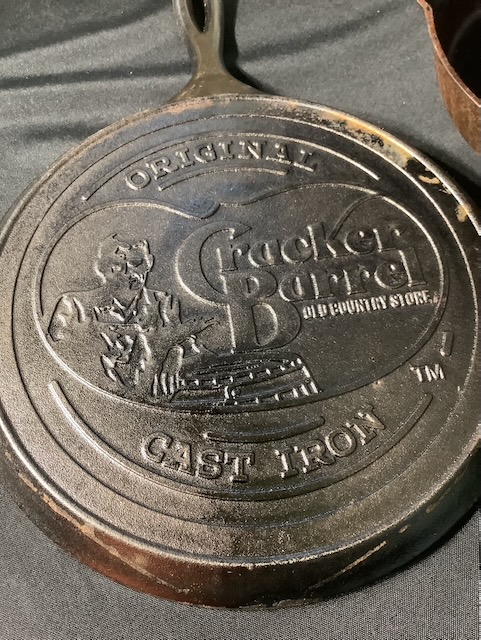 ORIGINAL
Cracker
Barrel
OLD COUNTRY STORE.
TM
CAST IRON